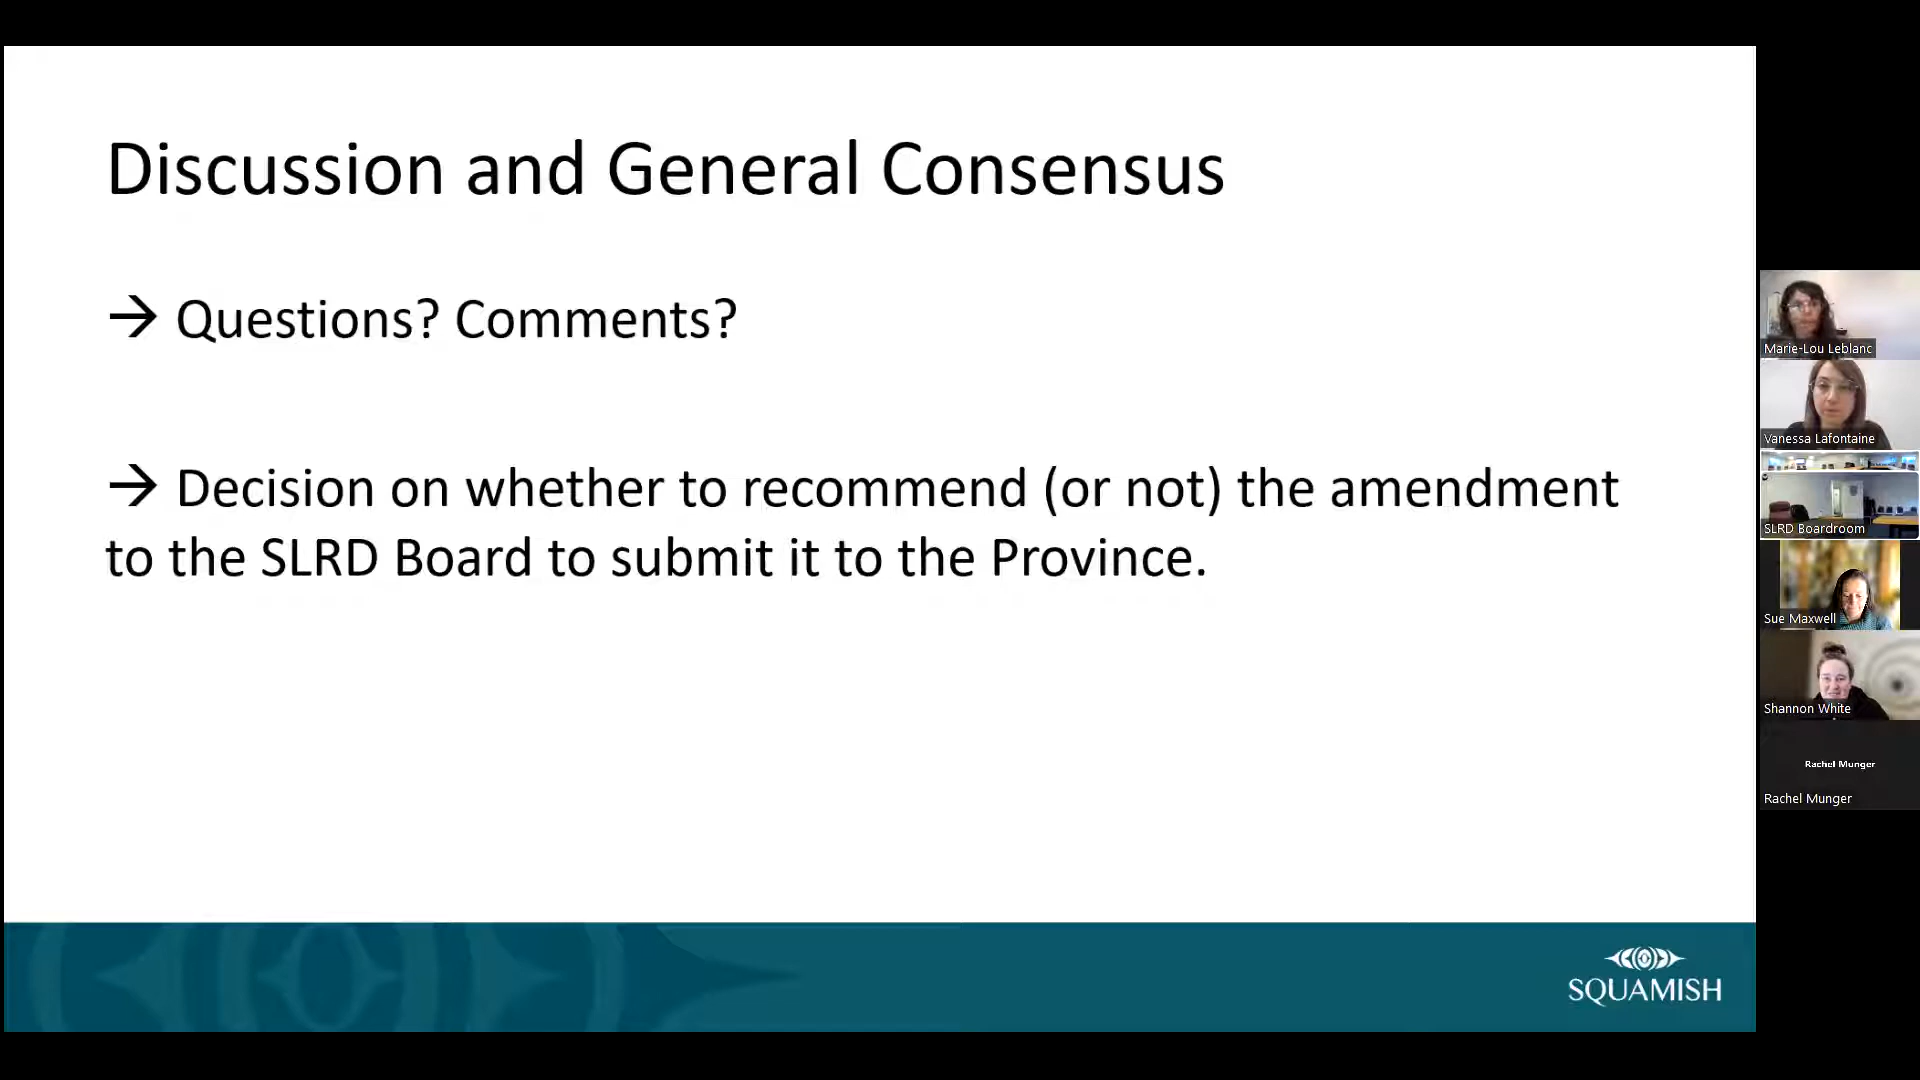 Discussion and General Consensus
→ Questions? Comments?
→ Decision on whether to recommend (or not) the amendment
to the SLRD Board to submit it to the Province.
SQUAMISH
Marie-Lou Leblanc
Vanessa Lafontaine
SLRD Boardroom
Sue Maxwell
Shannon White
Rachel Munger
Rachel Munger